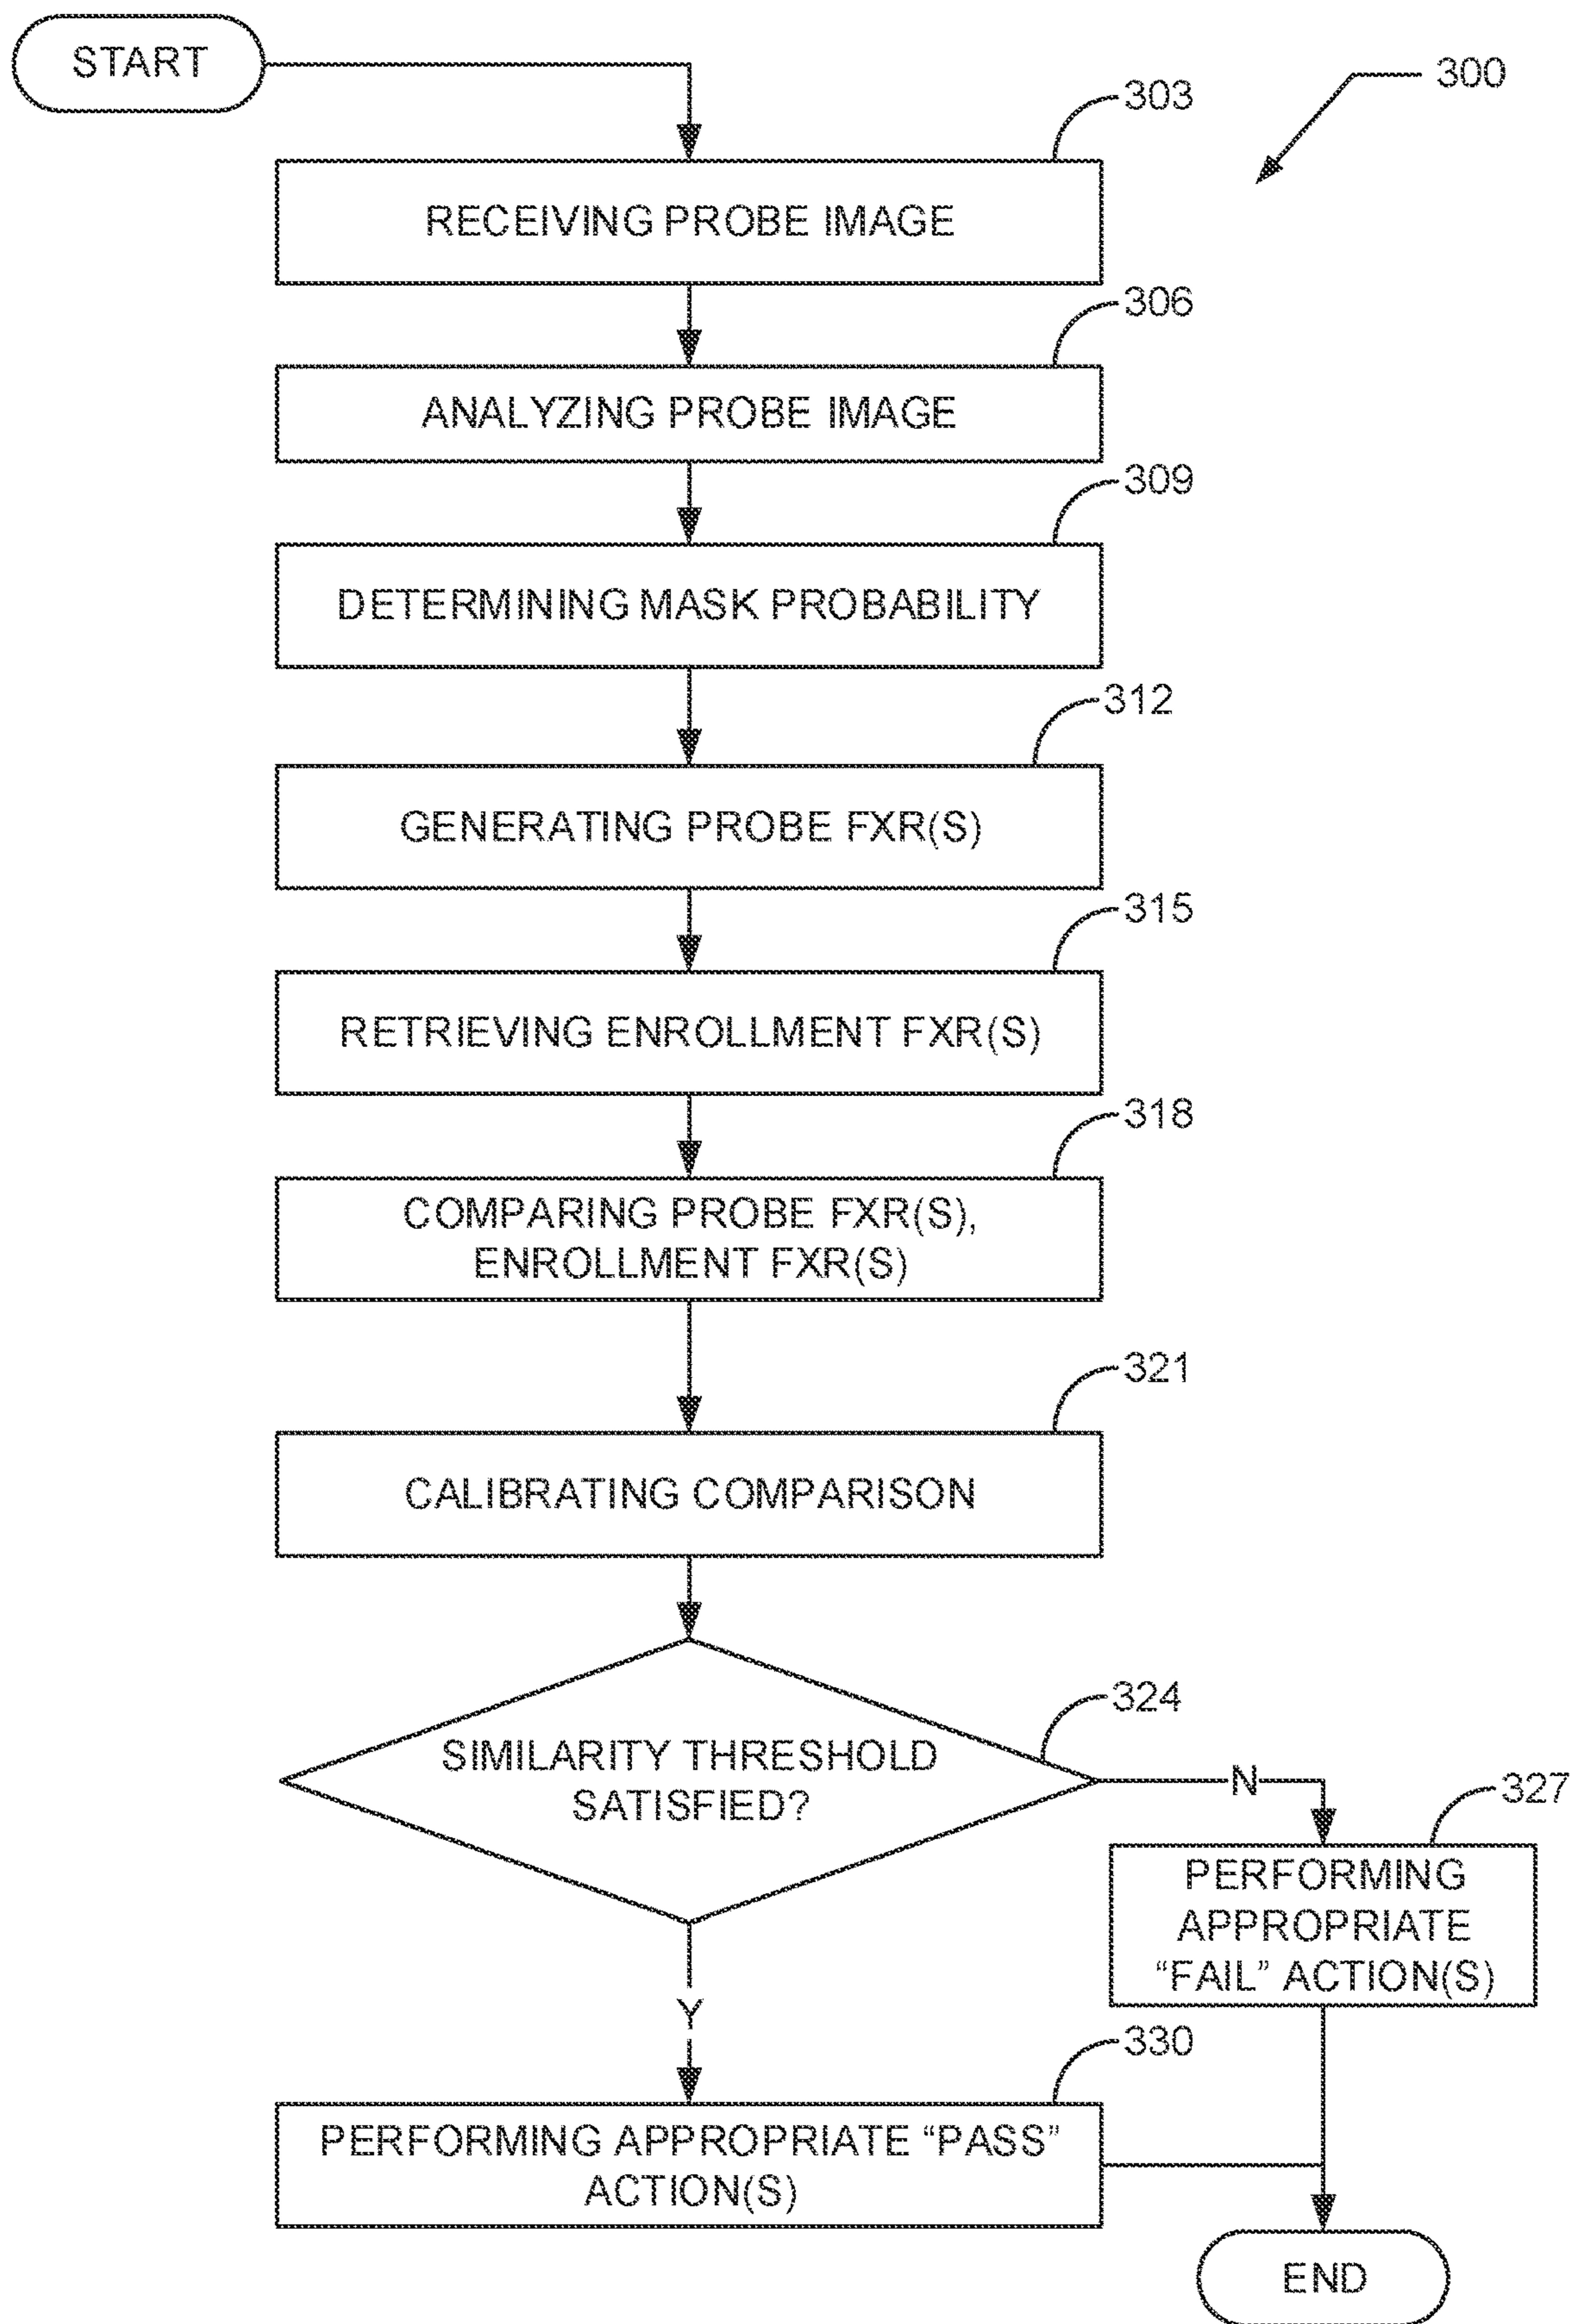 START
300
303
RECEIVING PROBE IMAGE
306
ANALYZING PROBE IMAGE
309
DETERMINING MASK PROBABILITY
312
GENERATING PROBE FXR(S)
315
RETRIEVING ENROLLMENT FXR(S)
318
COMPARING PROBE FXR(S),
ENROLLMENT FXR(S)
321
CALIBRATING COMPARISON
324
SIMILARITY THRESHOLD
SATISFIED?
N
327
PERFORMING
APPROPRIATE
“FAIL” ACTION(S)
Y
330
PERFORMING APPROPRIATE “PASS”
ACTION(S)
END